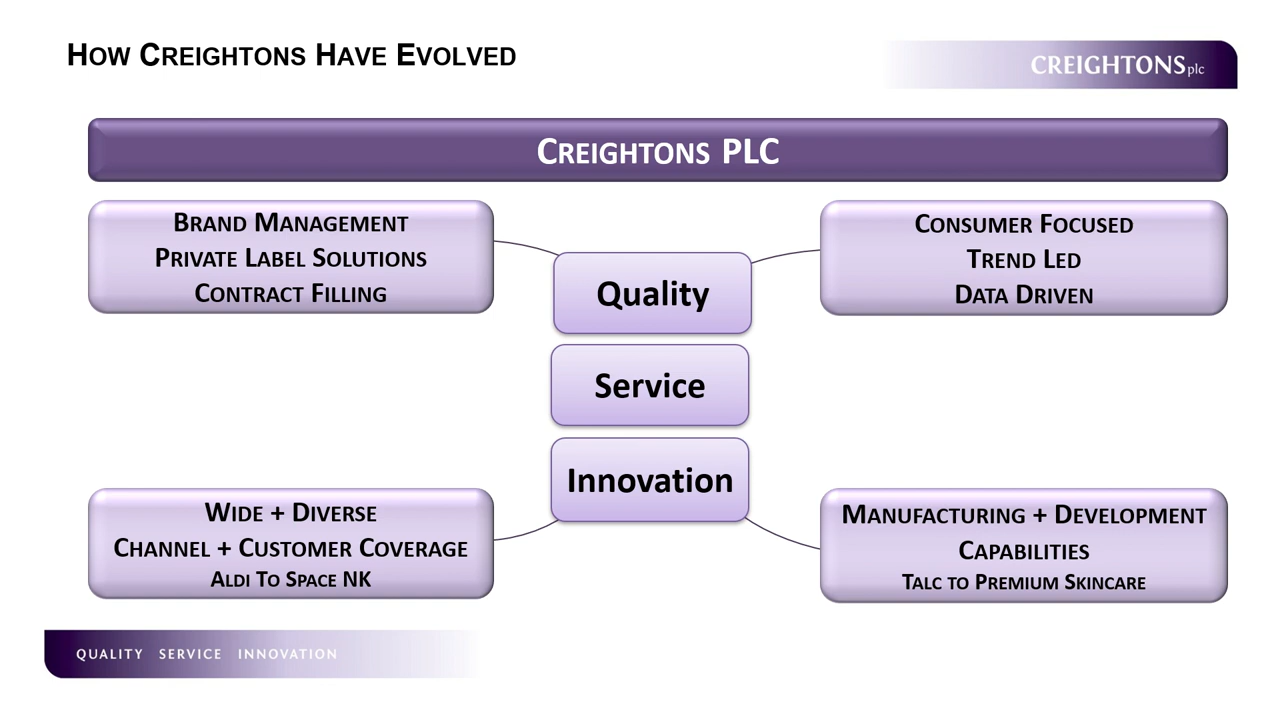 How Creightons Have Evolved
CREIGHTONS plc
Creightons PLC
Brand Management
Private Label Solutions
Contract Filling
Consumer Focused
Trend Led
Data Driven
Quality
Service
Innovation
Wide + Diverse
Channel + Customer Coverage
Aldi To Space NK
Manufacturing + Development
Capabilities
Talc to Premium Skincare
QUALITY SERVICE INNOVATION